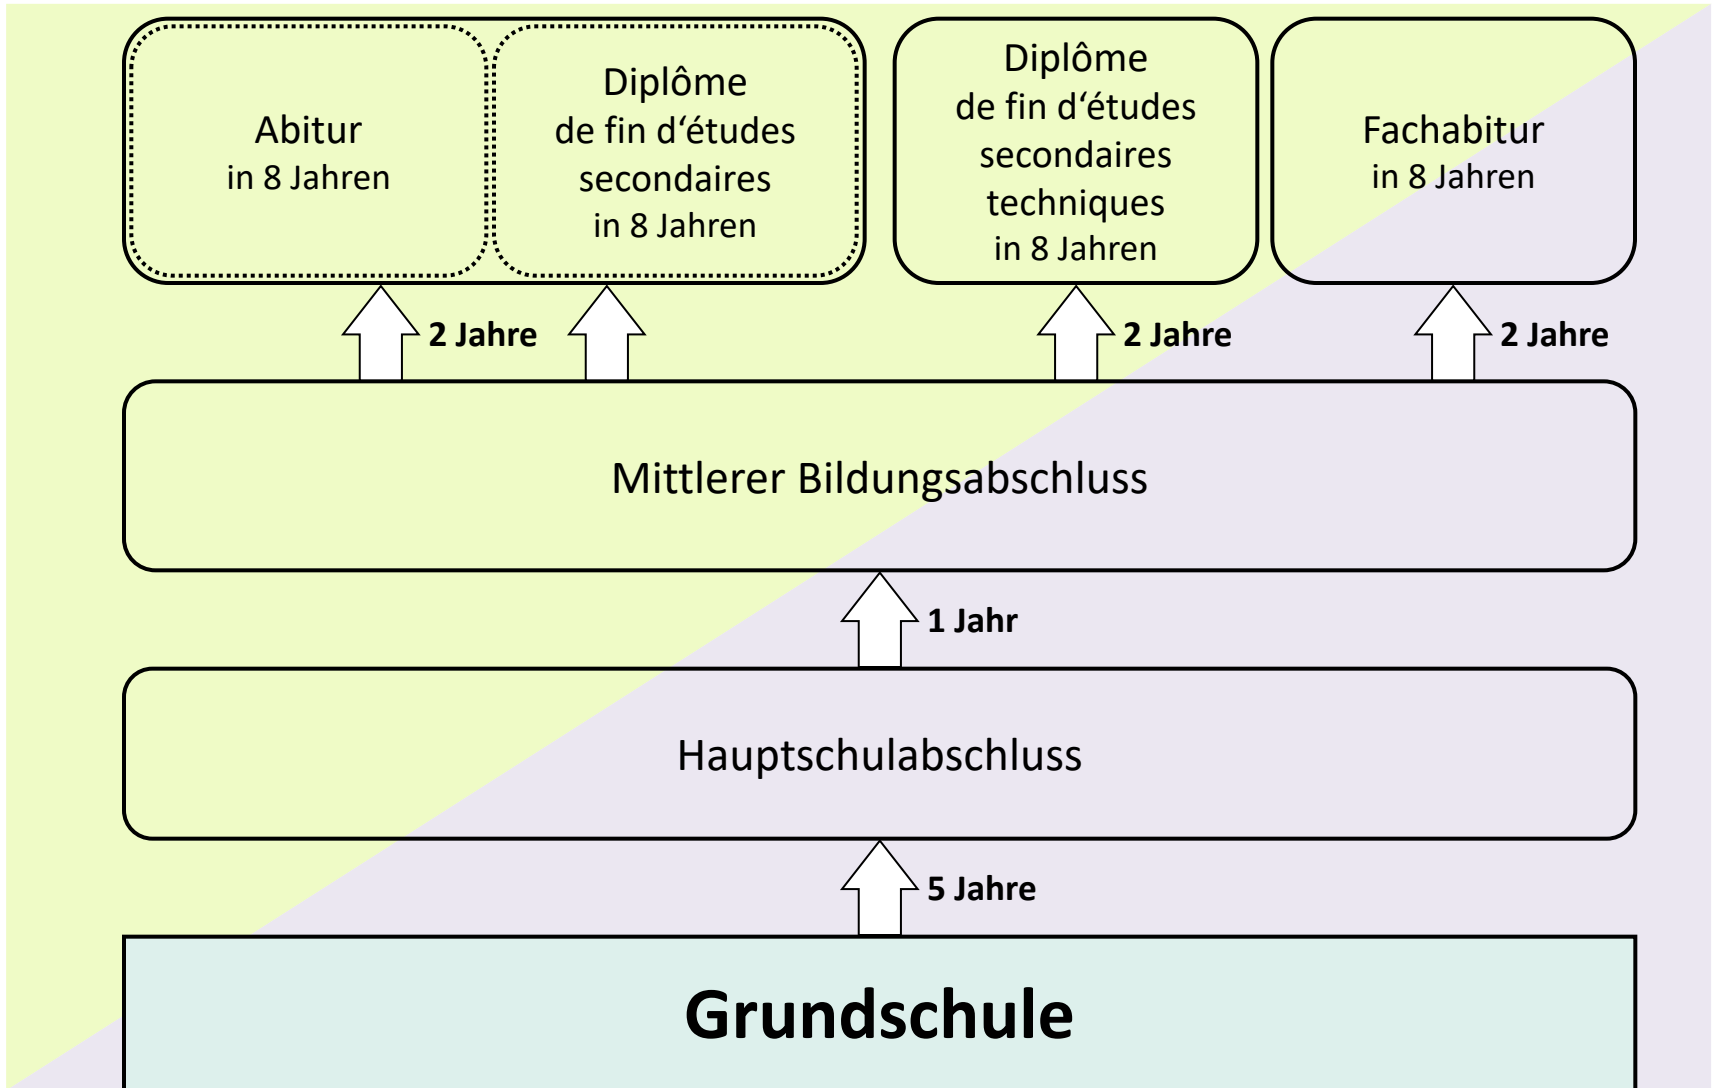 Abitur
in 8 Jahren
Diplôme
de fin d‘études
secondaires
in 8 Jahren
Diplôme
de fin d‘études
secondaires
techniques
in 8 Jahren
Fachabitur
in 8 Jahren
2 Jahre
2 Jahre
2 Jahre
Mittlerer Bildungsabschluss
1 Jahr
Hauptschulabschluss
5 Jahre
Grundschule